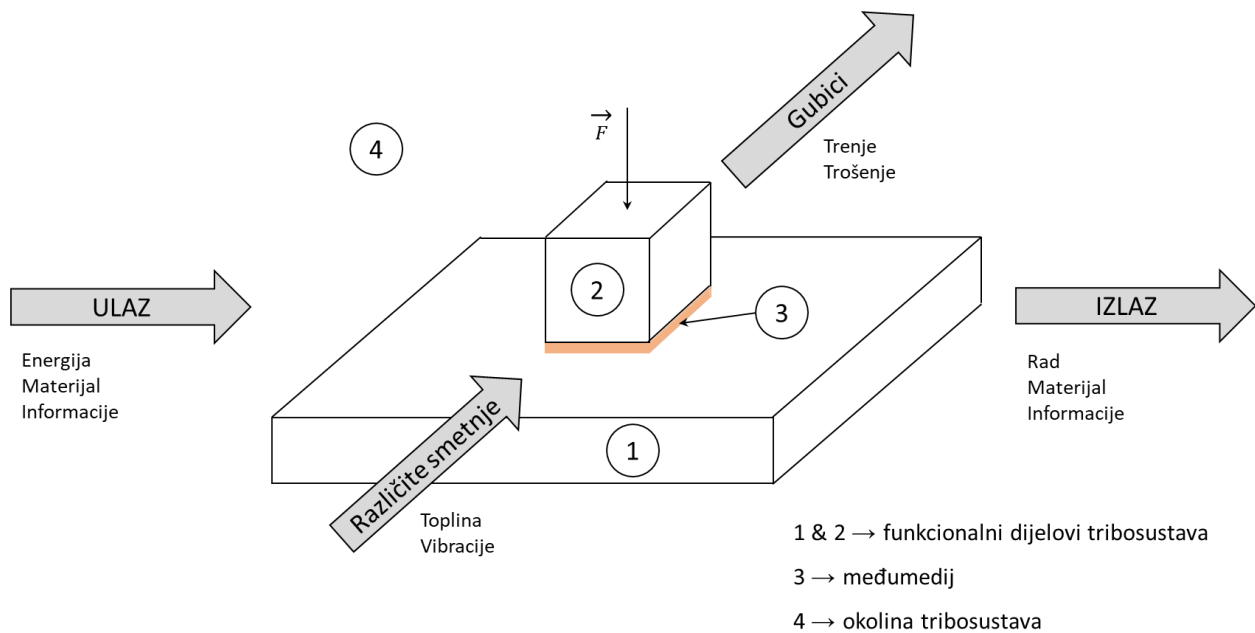 Gubici
Trenje
Trošenje
F
4
2
3
ULAZ
Energija
Materijal
Informacije
IZLAZ
Rad
Materijal
Informacije
1
Različite smetnje
Toplina
Vibracije
1 & 2 → funkcionalni dijelovi tribosustava
3 → međumedij
4 → okolina tribosustava